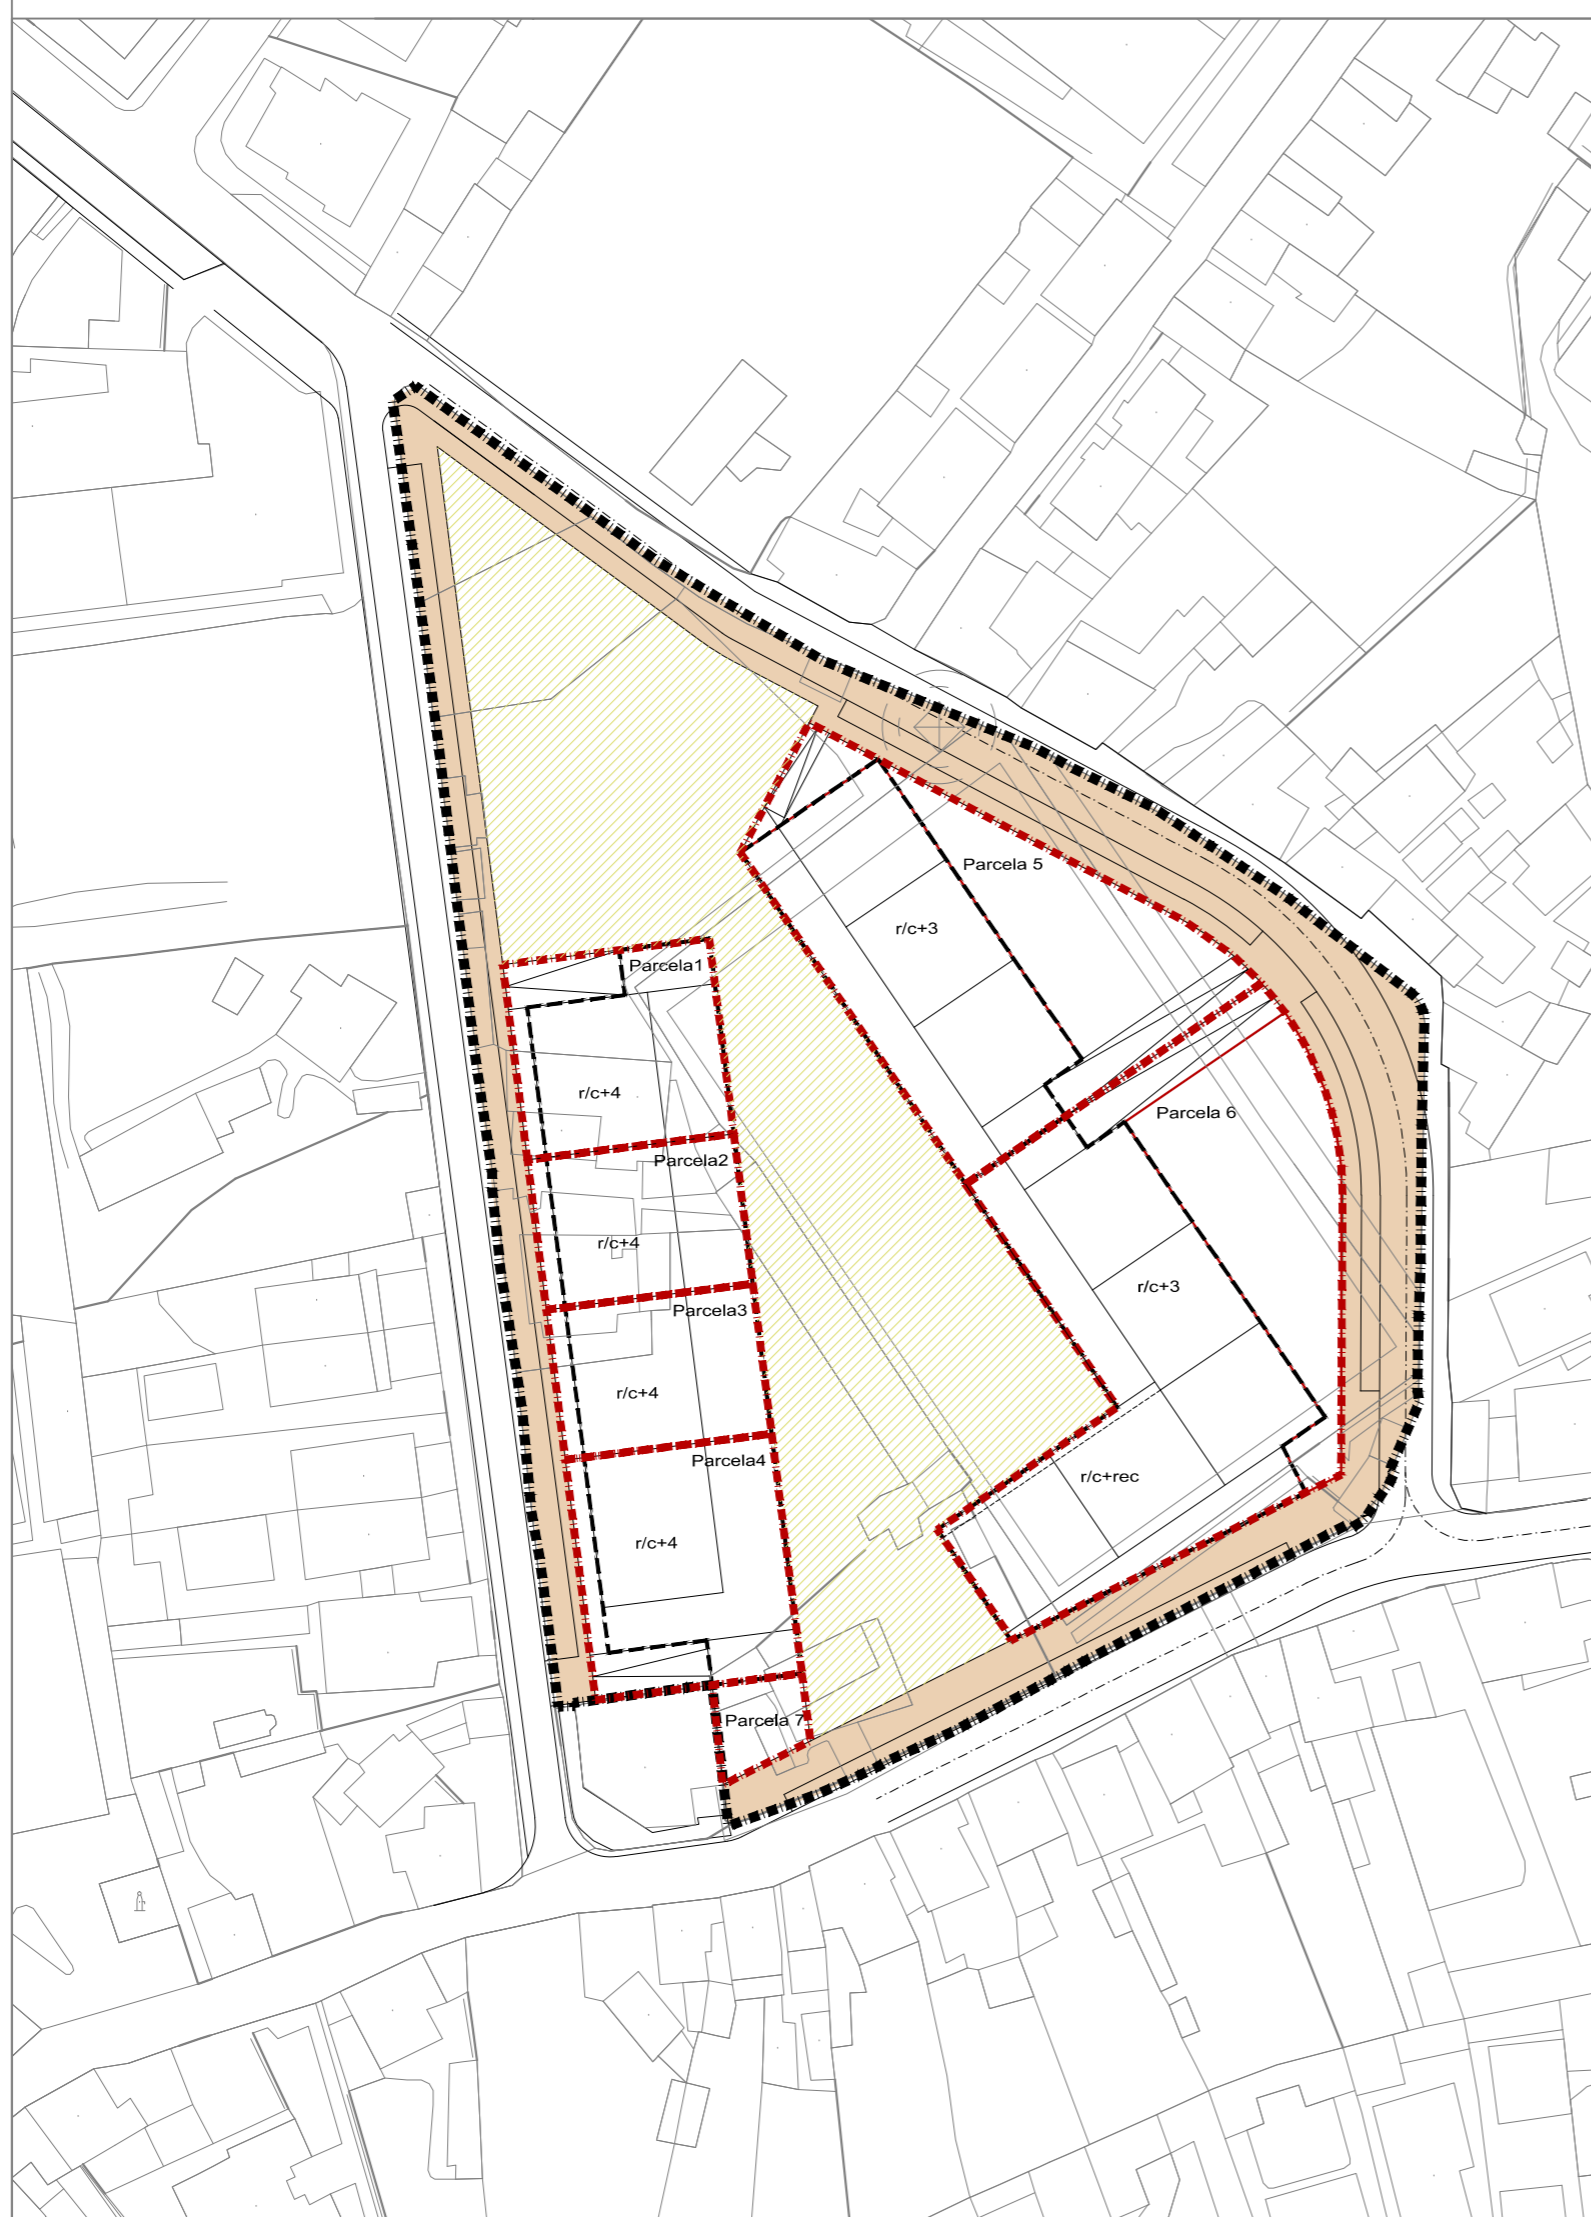 Parcela 5
r/c+3
Parcela1
r/c+4
Parcela 6
Parcela2
r/c+4
r/c+3
Parcela3
r/c+4
Parcela4
r/c+rec
r/c+4
Parcela 7